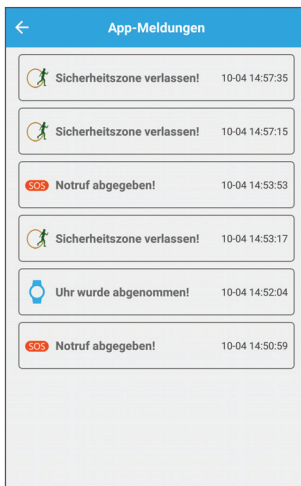 App-Meldungen
Sicherheitszone verlassen! 10-04 14:57:35
Sicherheitszone verlassen! 10-04 14:57:15
SOS Notruf abgegeben! 10-04 14:53:53
Sicherheitszone verlassen! 10-04 14:53:17
Uhr wurde abgenommen! 10-04 14:52:04
SOS Notruf abgegeben! 10-04 14:50:59